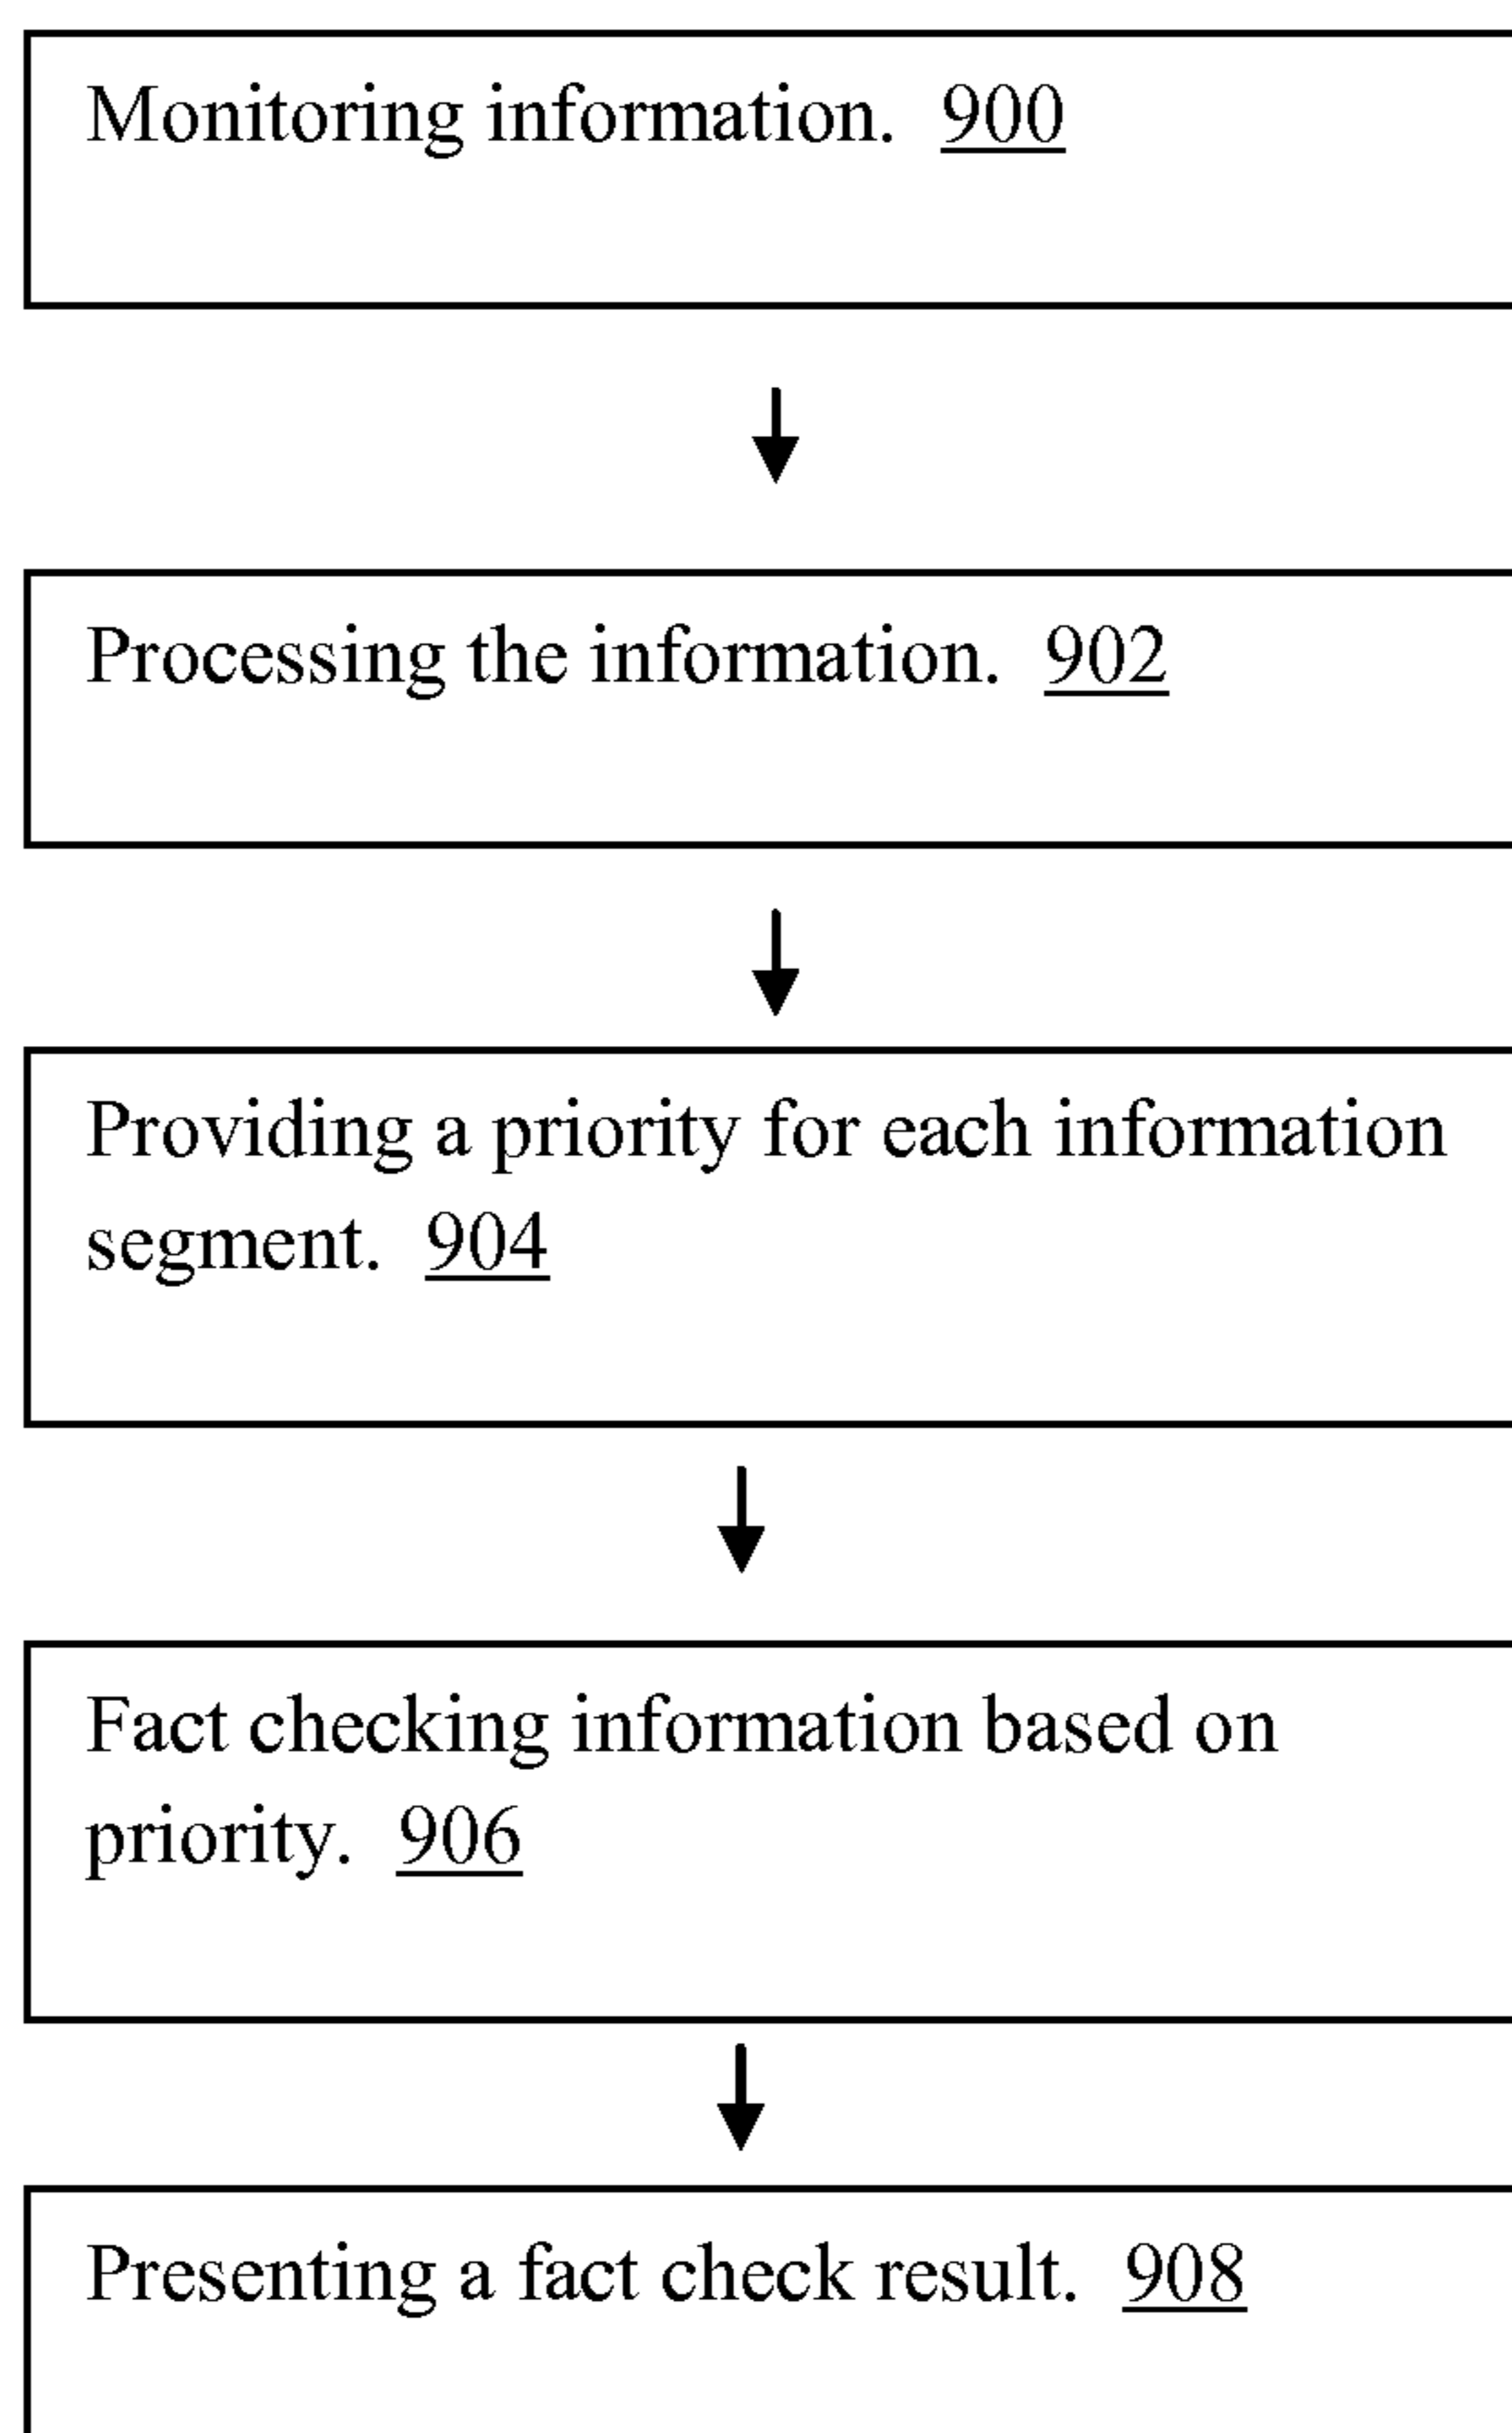 Monitoring information. 900
Processing the information. 902
Providing a priority for each information
segment. 904
Fact checking information based on
priority. 906
Presenting a fact check result. 908